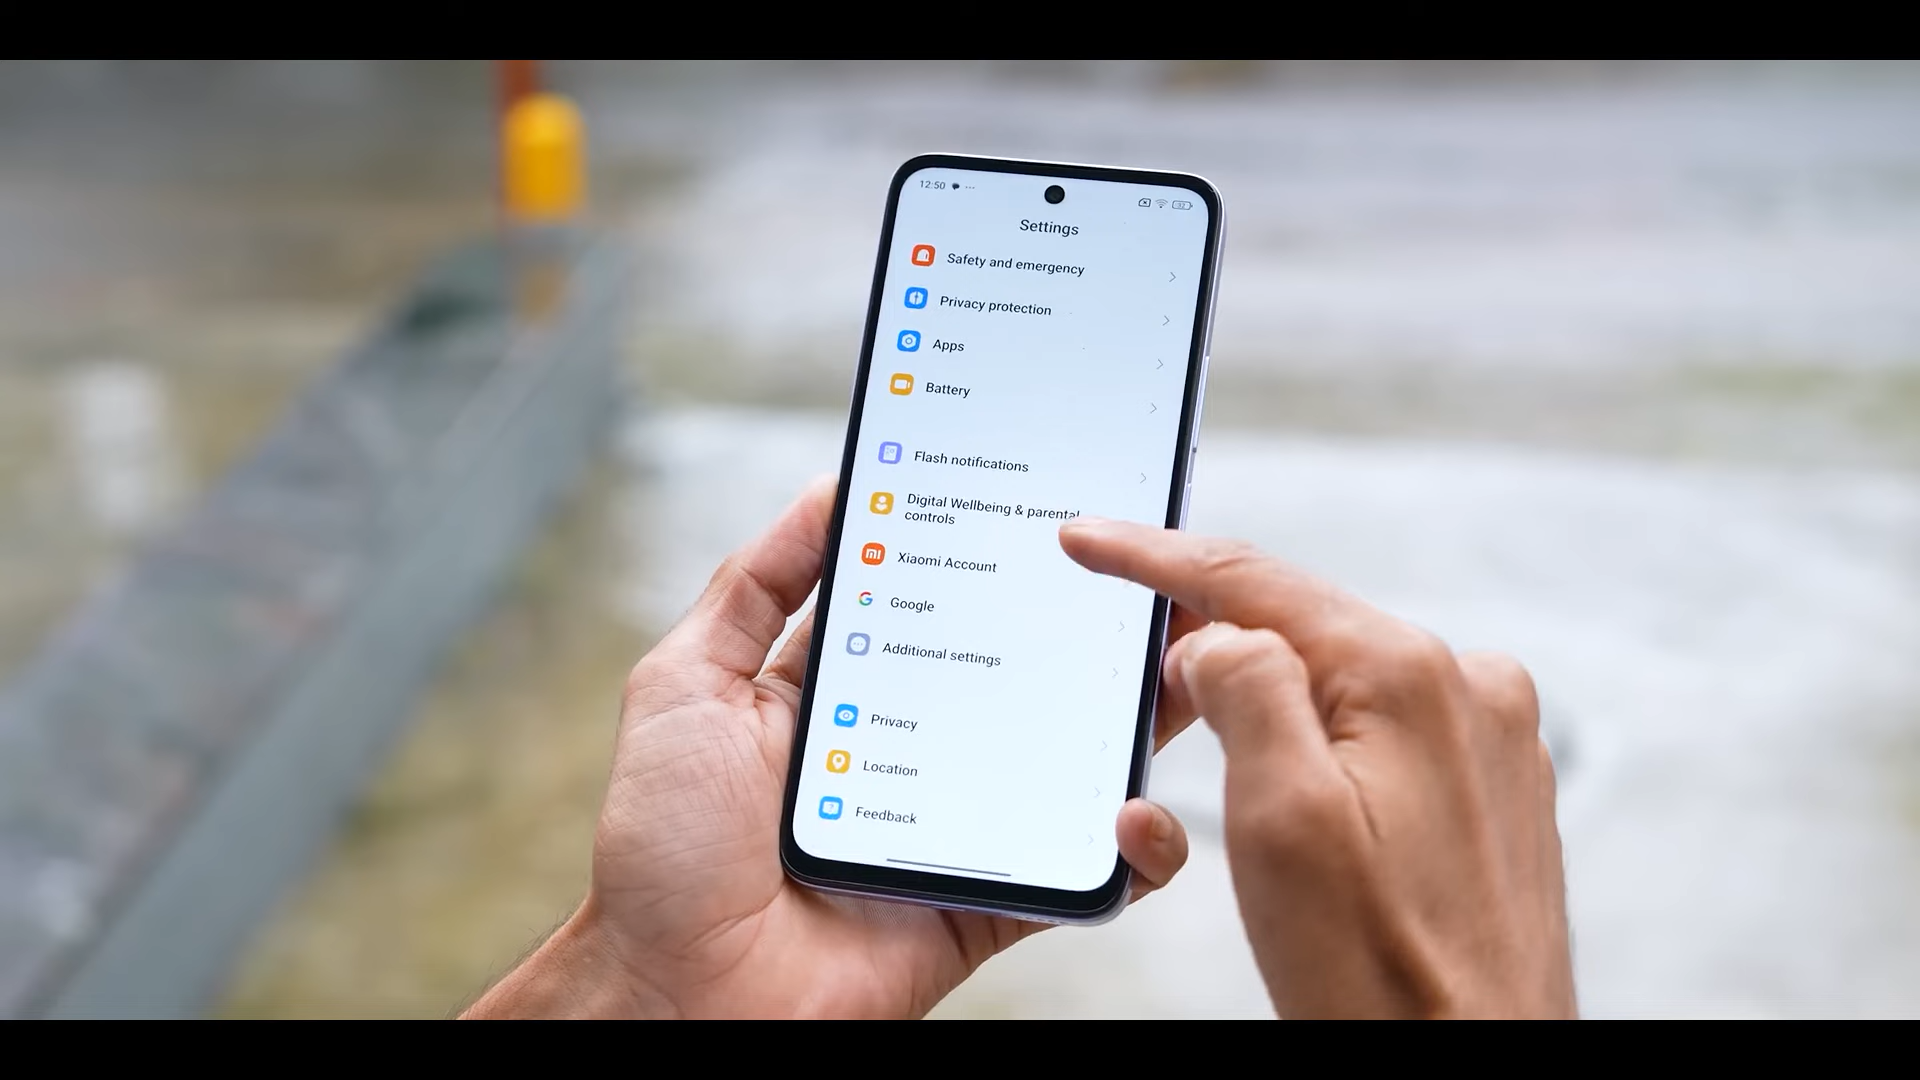 12:50
Settings
Safety and emergency
Privacy protection
Apps
Battery
Flash notifications
Digital Wellbeing & parental
controls
Xiaomi Account
Google
Additional settings
Privacy
Location
Feedback